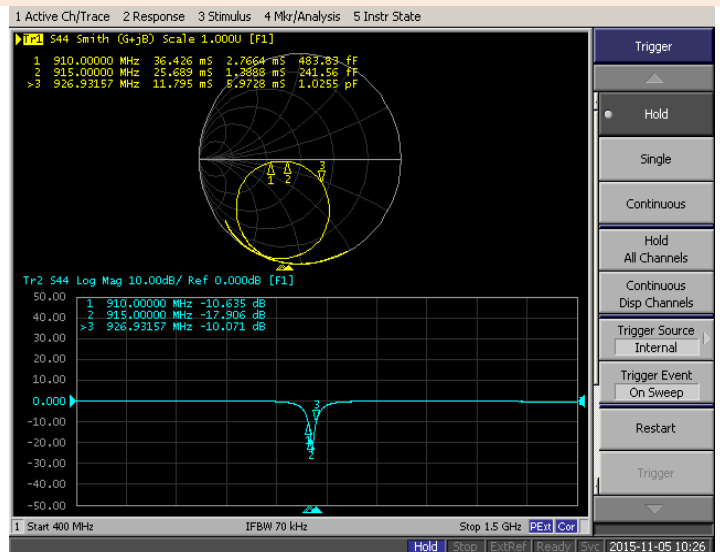 1 Active Ch/Trace 2 Response 3 Stimulus 4 Mkr/Analysis 5 Instr State
Tr1 S44 Smith (G+jB) Scale 1.000U [F1]
1 910.00000 MHz 36.426 mS 2.7664 mS 483.83 fF
2 915.00000 MHz 25.689 mS 1.3888 mS 241.56 fF
>3 926.93157 MHz 11.795 mS 5.9728 mS 1.0255 pF
1 2 3
Tr2 S44 Log Mag 10.00dB/ Ref 0.000dB [F1]
50.00
40.00
30.00
20.00
10.00
0.000
-10.00
-20.00
-30.00
-40.00
-50.00
1 910.00000 MHz -10.635 dB
2 915.00000 MHz -17.906 dB
>3 926.93157 MHz -10.071 dB
3
1
2
1 Start 400 MHz IFBW 70 kHz Stop 1.5 GHz PExt Cor
Trigger
Hold
Single
Continuous
Hold
All Channels
Continuous
Disp Channels
Trigger Source
Internal
Trigger Event
On Sweep
Restart
Trigger
Hold Stop ExtRef Ready Svc 2015-11-05 10:26